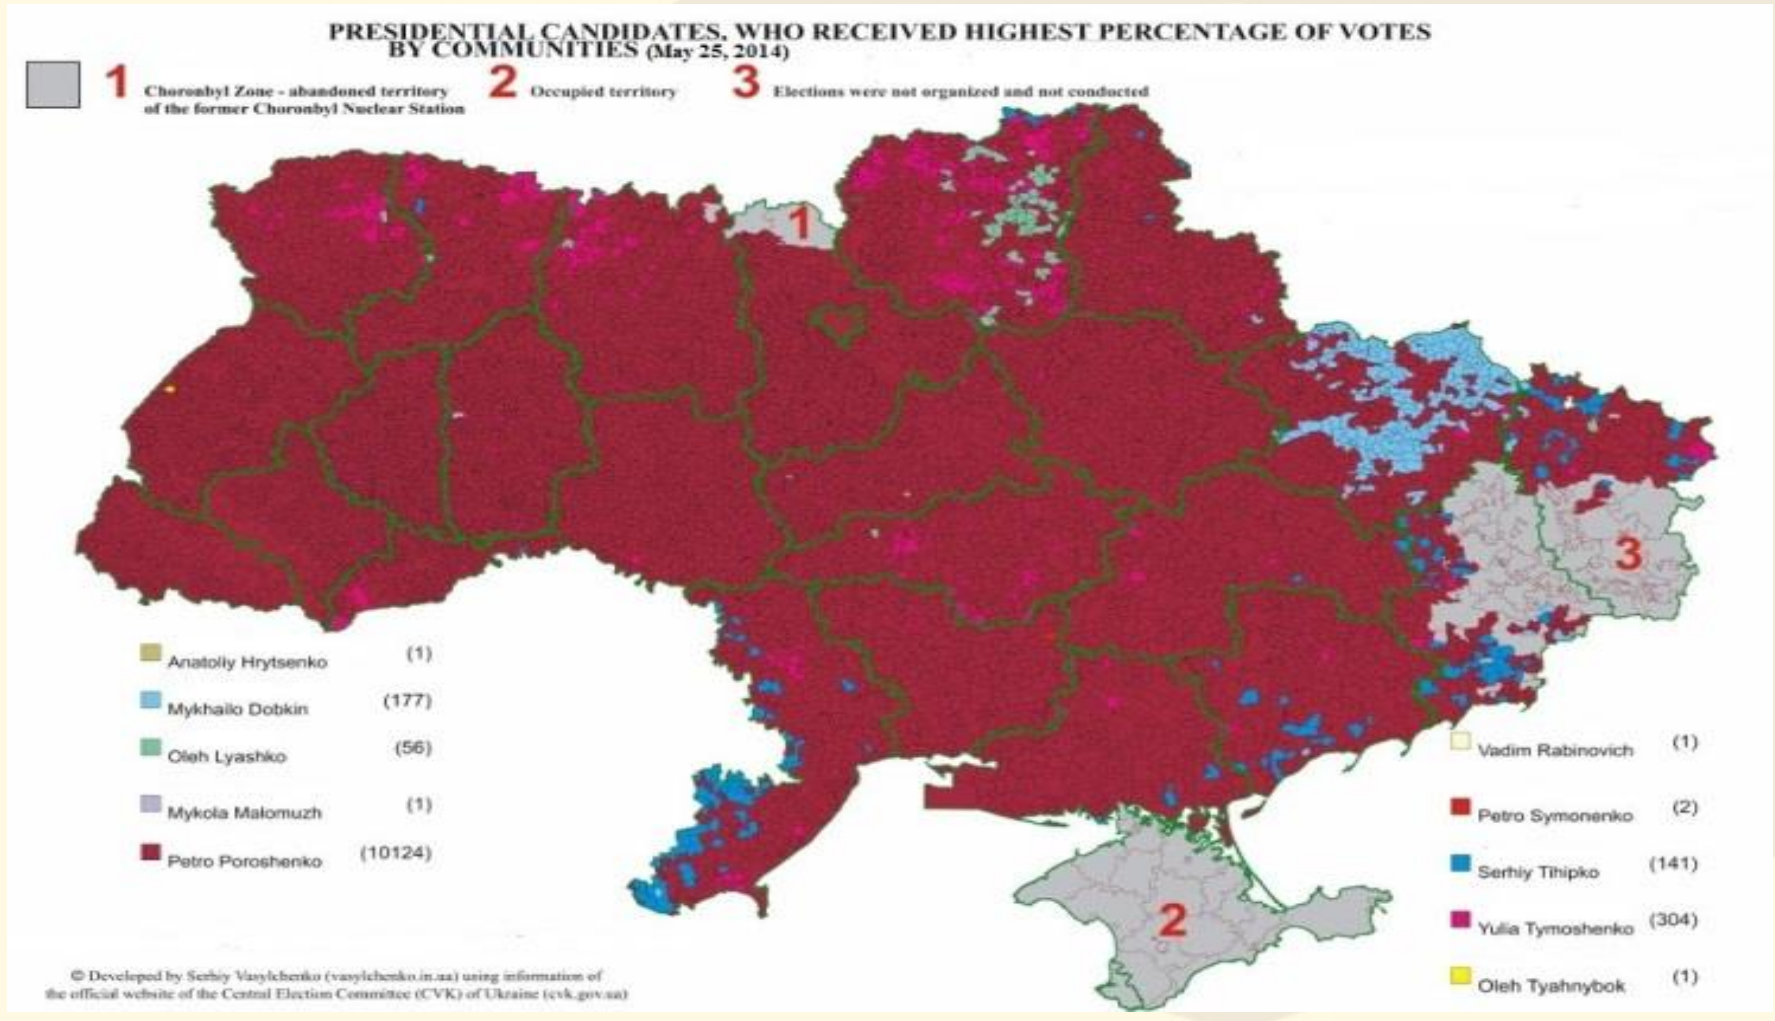 PRESIDENTIAL CANDIDATES, WHO RECEIVED HIGHEST PERCENTAGE OF VOTES
BY COMMUNITIES (May 25, 2014)
1 Choronbyl Zone - abandoned territory
of the former Choronbyl Nuclear Station
2 Occupied territory
3 Elections were not organized and not conducted
1
3
2
Anatoliy Hrytsenko (1)
Mykhailo Dobkin (177)
Oleh Lyashko (56)
Mykola Malomuzh (1)
Petro Poroshenko (10124)
Vadim Rabinovich (1)
Petro Symonenko (2)
Serhiy Tihipko (141)
Yulia Tymoshenko (304)
Oleh Tyahnybok (1)
© Developed by Serhiy Vasylchenko (vasylchenko.in.ua) using information of
the official website of the Central Election Committee (CVK) of Ukraine (cvk.gov.ua)